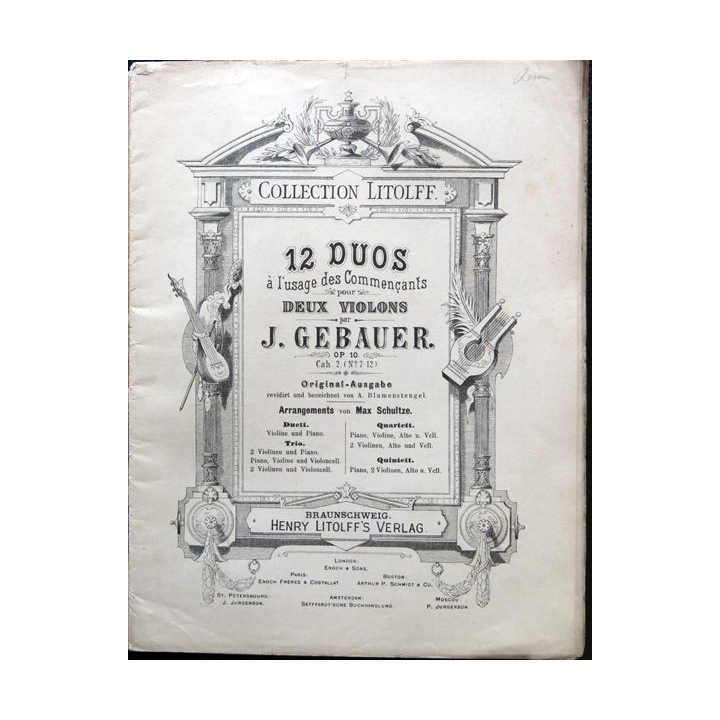 COLLECTION LITOLFF.
12 DUOS
à l'usage des Commençants
pour
DEUX VIOLONS
par
J. GEBAUER.
OP. 10.
Cah. 2. (Nº 7-12)
Original-Ausgabe
revidirt und bezeichnet von A. Blumenstengel.
Arrangements von Max Schultze.
Duett.
Violine und Piano.
Trio.
2 Violinen und Piano.
Piano, Violine und Violoncell.
2 Violinen und Violoncell.
Quartett.
Piano, Violine, Alto u. Vcll.
2 Violinen, Alto und Vcll.
Quintett.
Piano, 2 Violinen, Alto u. Vcll.
BRAUNSCHWEIG.
HENRY LITOLFF'S VERLAG.
LONDON:
ENOCH & SONS.
PARIS:
ENOCH FRÈRES & COSTALLAT.
BOSTON:
ARTHUR P. SCHMIDT & CO.
ST. PETERSBOURG:
J. JURGENSON.
AMSTERDAM:
SEYFFARDT'SCHE BUCHHANDLUNG.
MOSCOU:
P. JURGENSON.